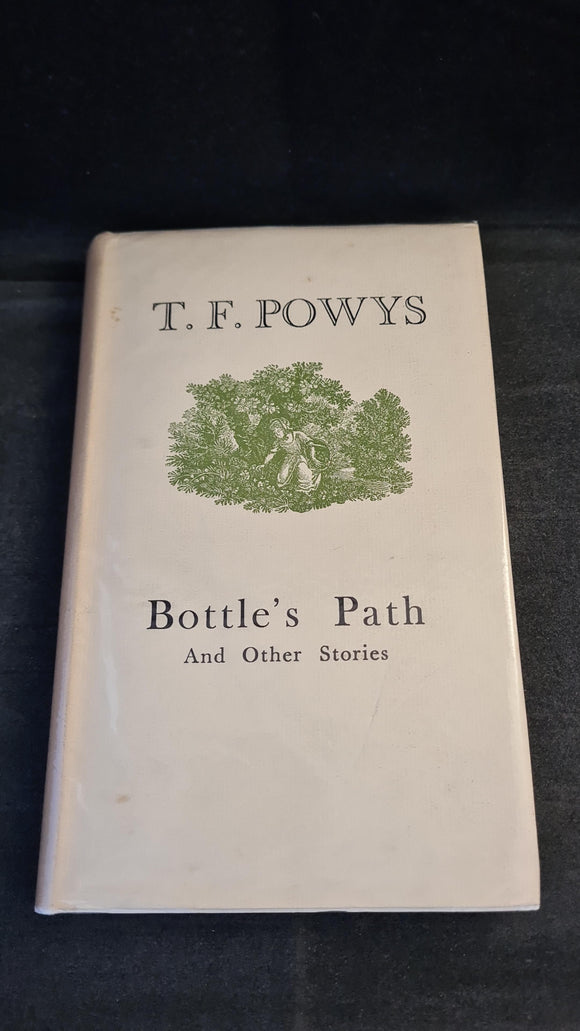 T. F. POWYS
Bottle's Path
And Other Stories